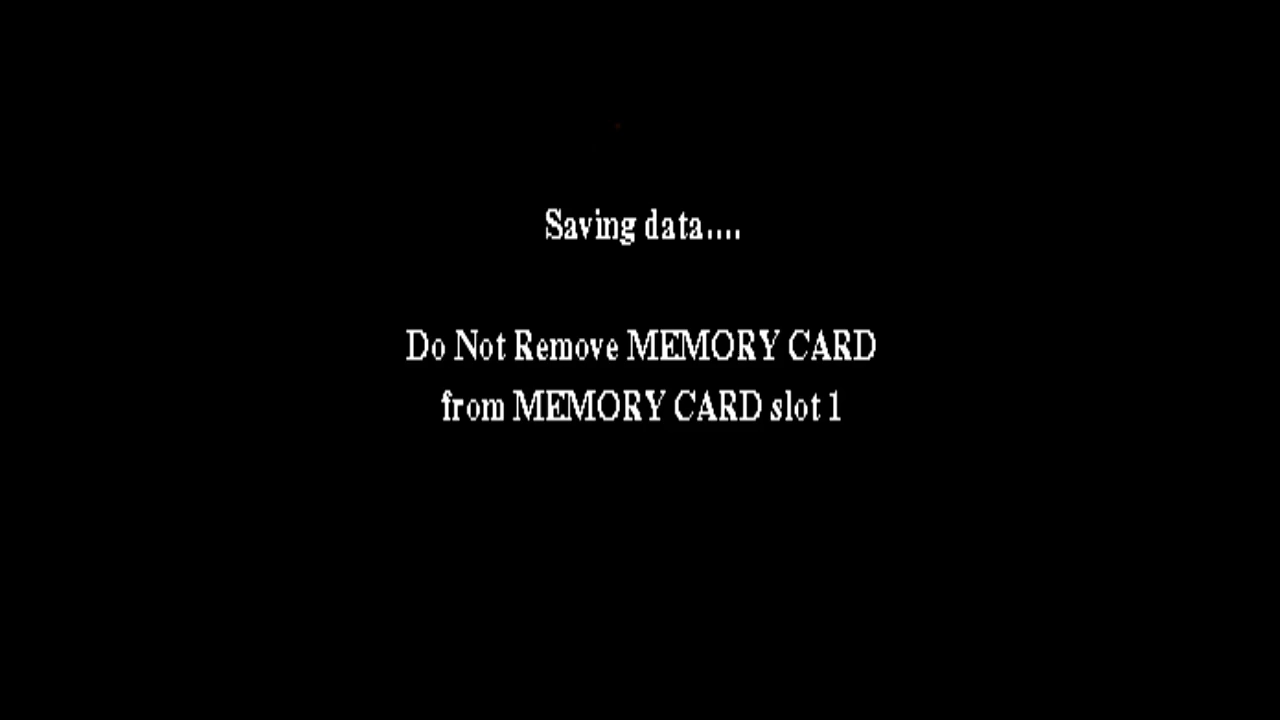 Saving data....
Do Not Remove MEMORY CARD
from MEMORY CARD slot 1